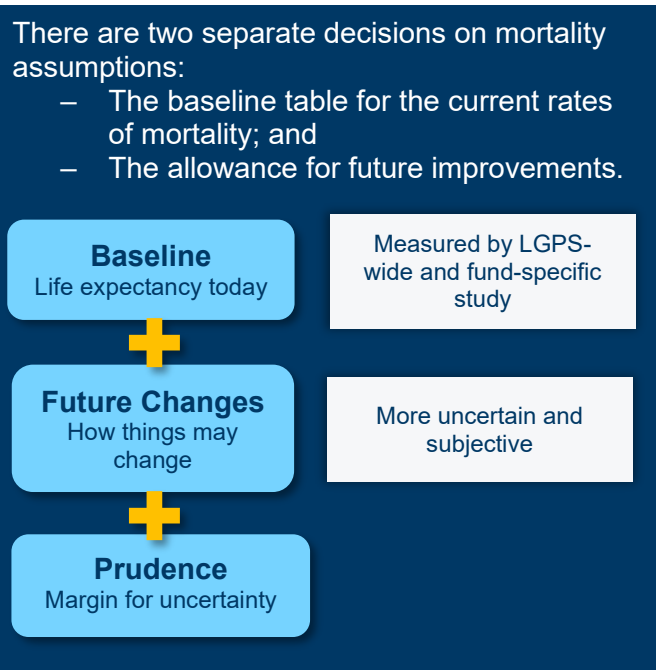 There are two separate decisions on mortality
assumptions:
– The baseline table for the current rates
of mortality; and
– The allowance for future improvements.
Baseline
Life expectancy today
Measured by LGPS-
wide and fund-specific
study
Future Changes
How things may
change
More uncertain and
subjective
Prudence
Margin for uncertainty